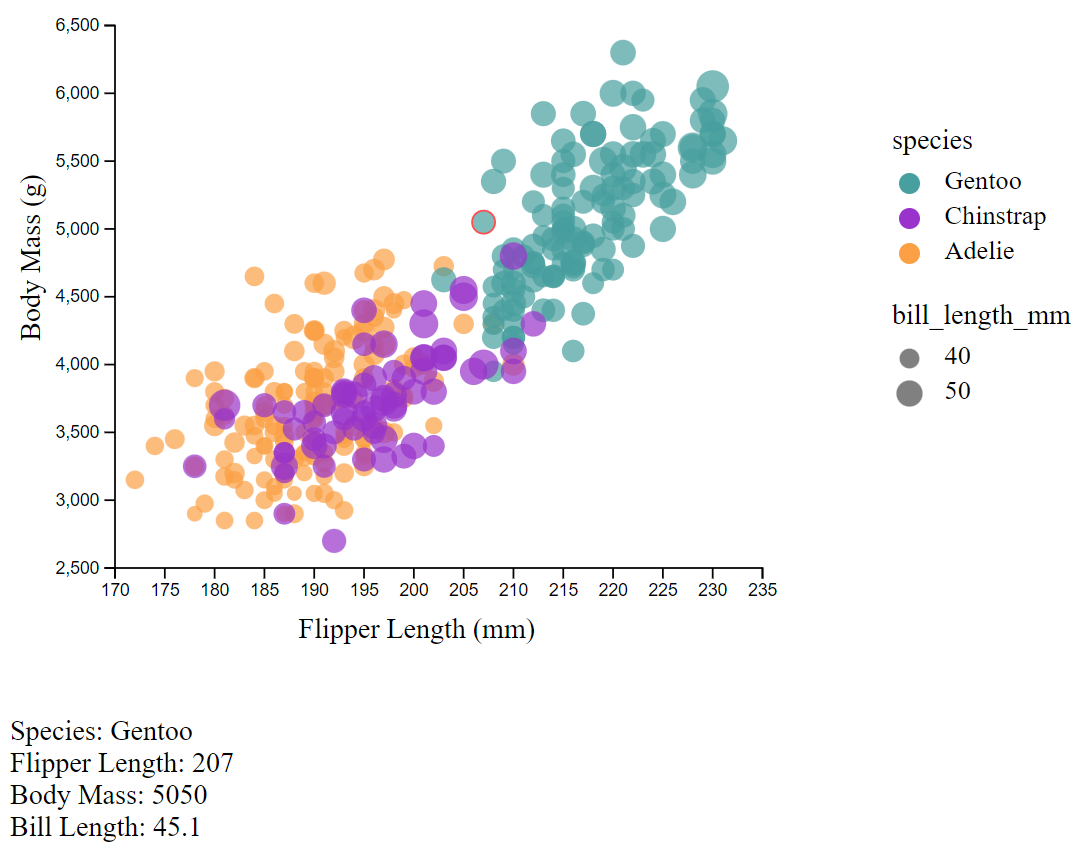 6,500
6,000
5,500
5,000
4,500
4,000
3,500
3,000
2,500
Body Mass (g)
170 175 180 185 190 195 200 205 210 215 220 225 230 235
Flipper Length (mm)
species
Gentoo
Chinstrap
Adelie
bill_length_mm
40
50
Species: Gentoo
Flipper Length: 207
Body Mass: 5050
Bill Length: 45.1